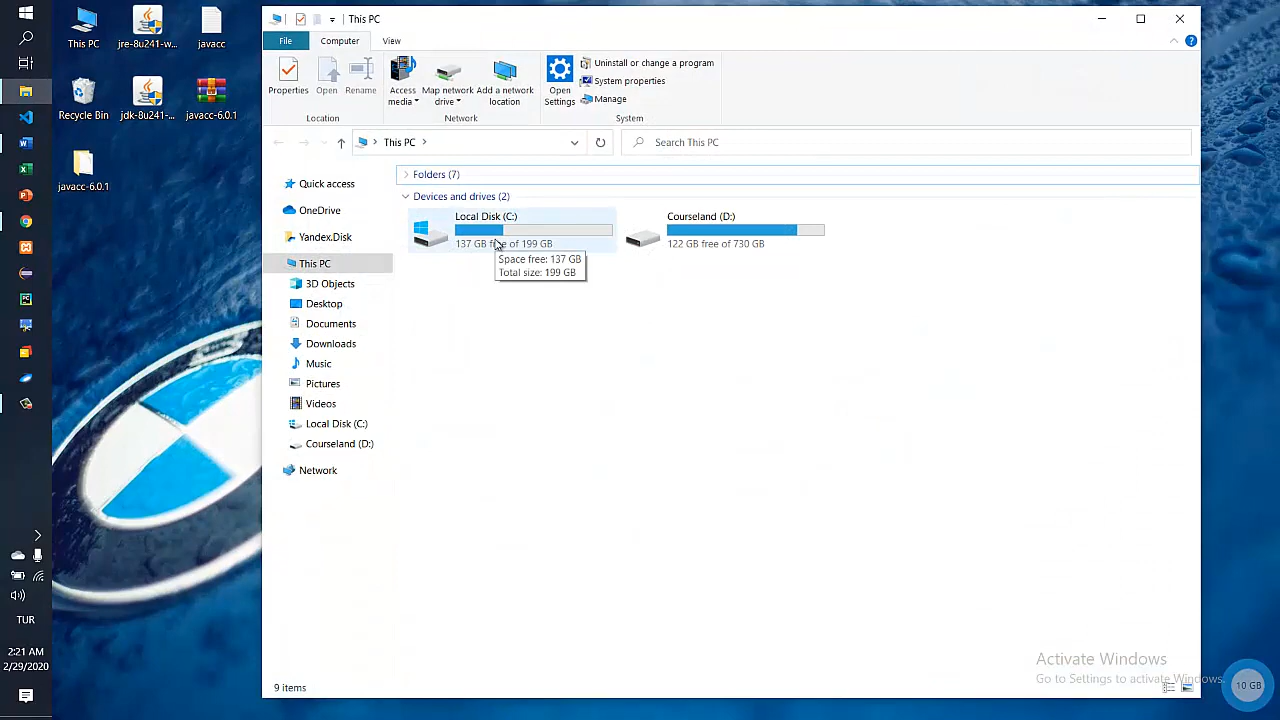 This PC
jre-8u241-w...
javacc
Recycle Bin
jdk-8u241-...
javacc-6.0.1
javacc-6.0.1
TUR
2:21 AM
2/29/2020
This PC
File
Computer
View
Properties
Open
Rename
Location
Access media
Map network drive
Add a network location
Network
Open Settings
Uninstall or change a program
System properties
Manage
System
This PC
Search This PC
Quick access
OneDrive
Yandex.Disk
This PC
3D Objects
Desktop
Documents
Downloads
Music
Pictures
Videos
Local Disk (C:)
Courseland (D:)
Network
Folders (7)
Devices and drives (2)
Local Disk (C:)
137 GB free of 199 GB
Space free: 137 GB
Total size: 199 GB
Courseland (D:)
122 GB free of 730 GB
9 items
Activate Windows
Go to Settings to activate Windows.
10 GB